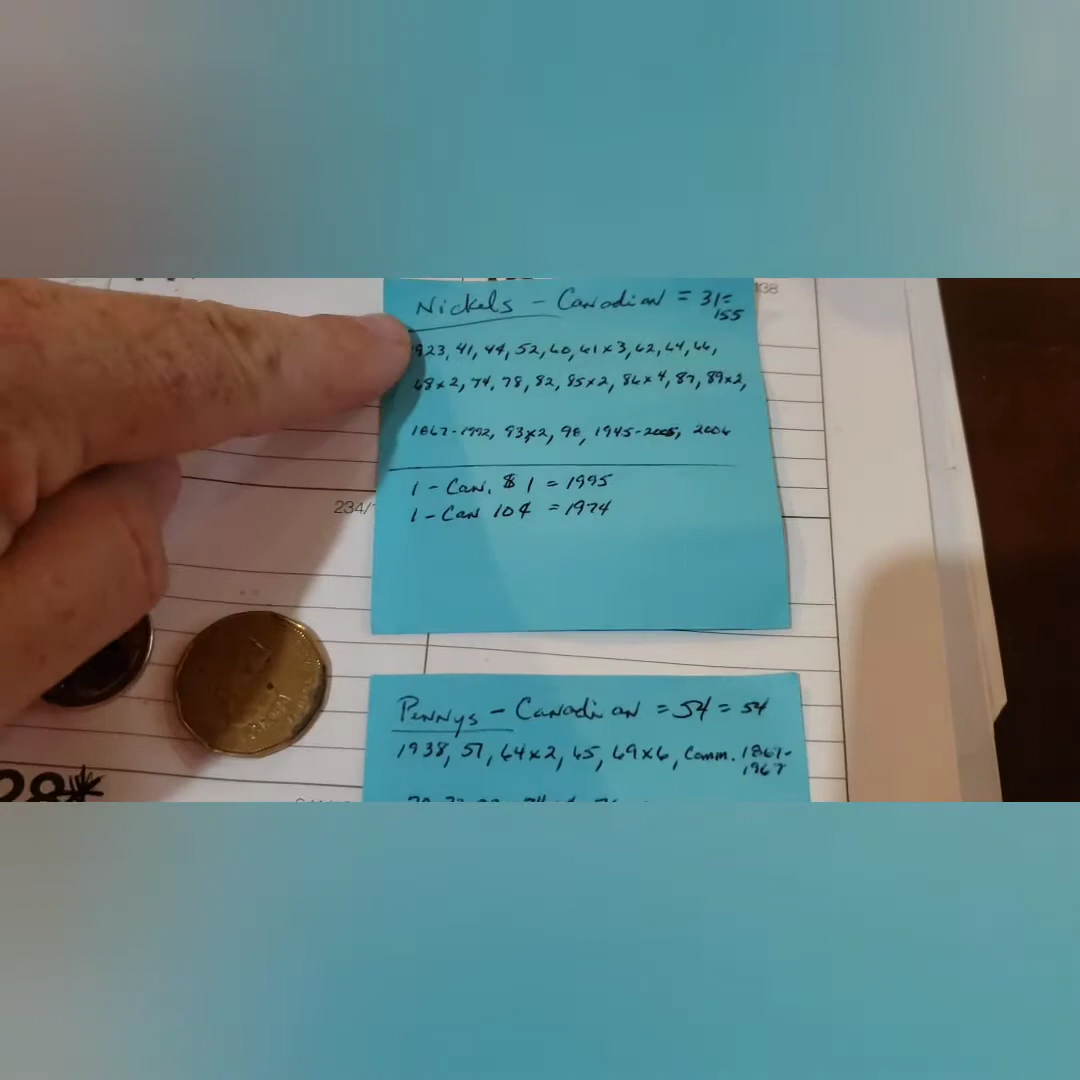 138
Nickels - Canadian = 31 =
155
1923, 41, 44, 52, 60, 61x3, 62, 64, 66,
68x2, 74, 78, 82, 85x2, 86x4, 87, 89x2,
1867-1992, 93x2, 98, 1945-2005, 2006
1 - Can. $1 = 1995
1 - Can 10¢ = 1974
234/
Pennys - Canadian = 54 = 54
1938, 57, 64x2, 65, 69x6, Comm. 1867-
1967
28